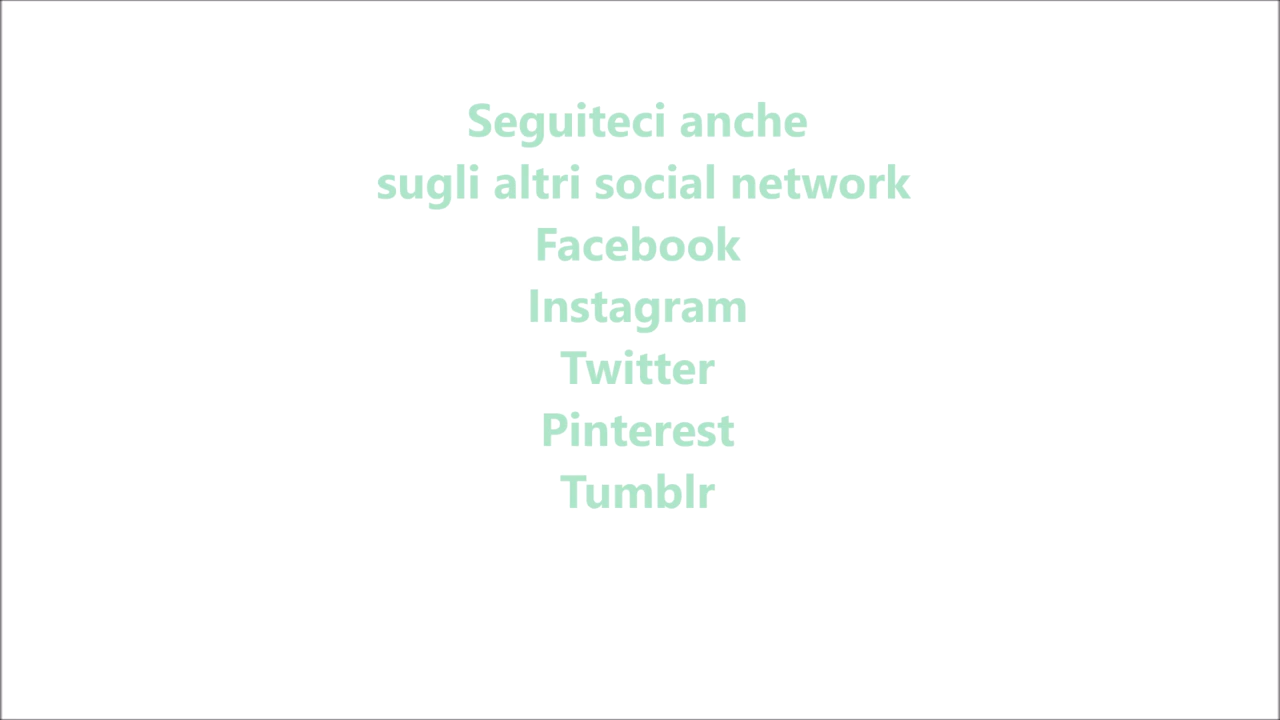 Seguiteci anche
sugli altri social network
Facebook
Instagram
Twitter
Pinterest
Tumblr